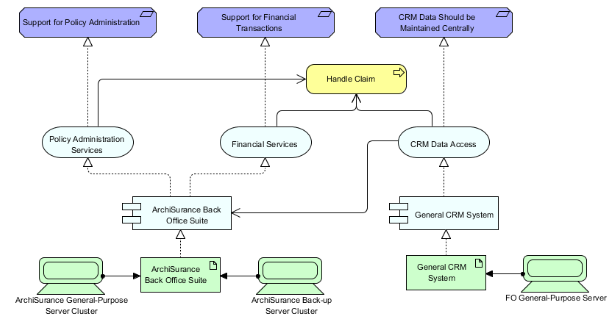 Support for Policy Administration
Support for Financial
Transactions
CRM Data Should be
Maintained Centrally
Handle Claim
Policy Administration
Services
Financial Services
CRM Data Access
ArchiSurance Back
Office Suite
General CRM System
ArchiSurance
Back Office Suite
General CRM
System
ArchiSurance General-Purpose
Server Cluster
ArchiSurance Back-up
Server Cluster
FO General-Purpose Server